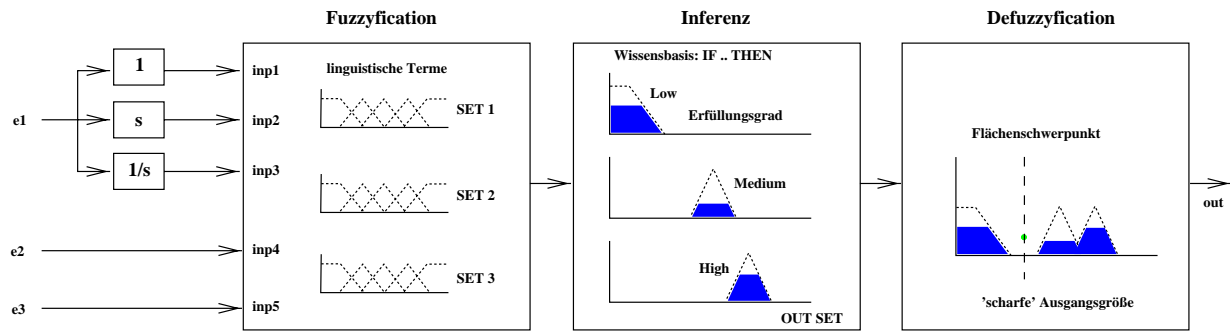 Fuzzyfication
Inferenz
Defuzzyfication
e1
1
s
1/s
e2
e3
inp1
inp2
inp3
inp4
inp5
linguistische Terme
SET 1
SET 2
SET 3
Wissensbasis: IF .. THEN
Low
Erfüllungsgrad
Medium
High
OUT SET
Flächenschwerpunkt
'scharfe' Ausgangsgröße
out